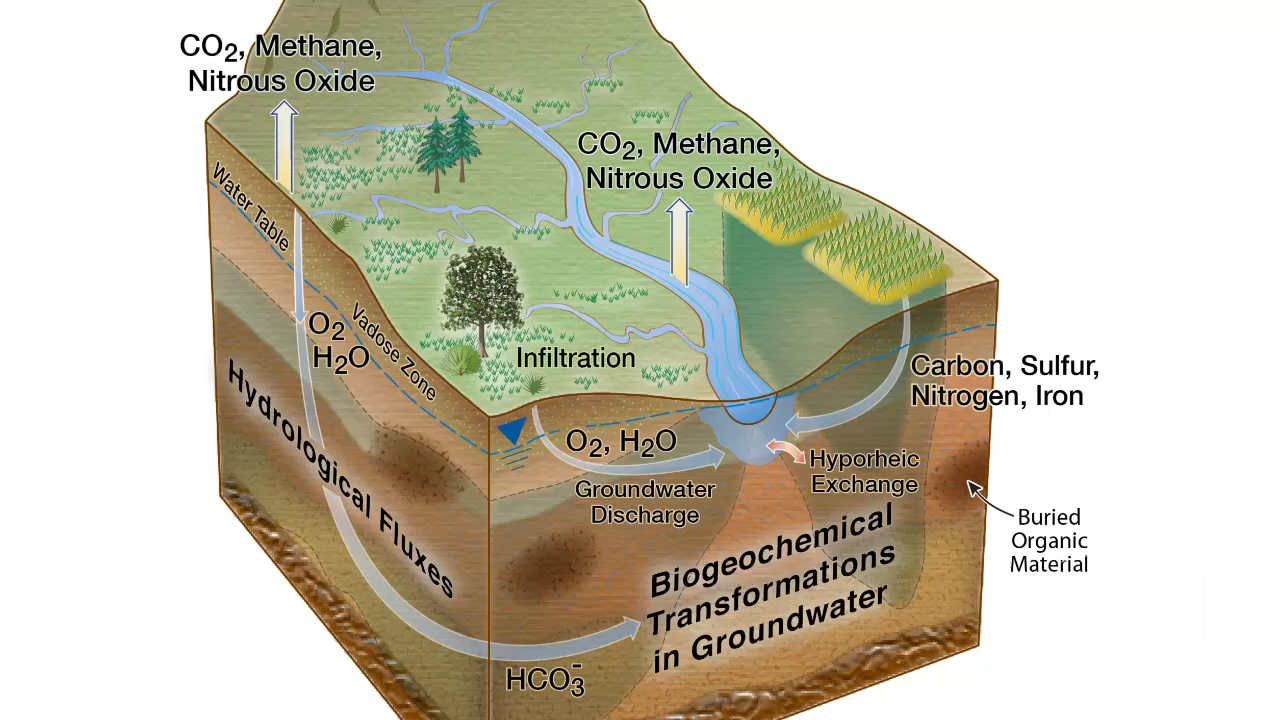 CO2, Methane,
Nitrous Oxide
CO2, Methane,
Nitrous Oxide
Water Table
Vadose Zone
O2
H2O
Infiltration
Carbon, Sulfur,
Nitrogen, Iron
O2, H2O
Hyporheic
Exchange
Groundwater
Discharge
Hydrological Fluxes
Buried
Organic
Material
Biogeochemical
Transformations
in Groundwater
HCO3-